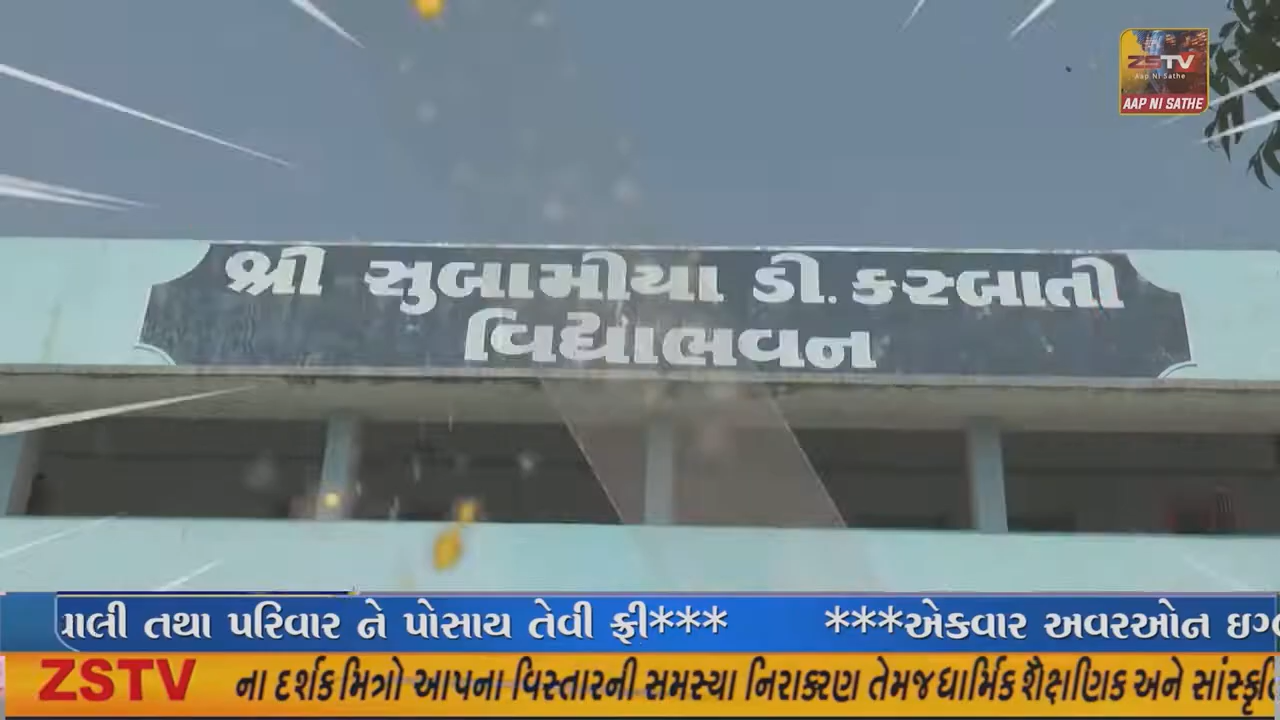 ZSTV
Aap Ni Sathe
AAP NI SATHE
શ્રી સુબામીયા ડી. કરબાતી
વિદ્યાભવન
તથા પરિવાર ને પોસાય તેવી ફ્રી*** ***એકવાર અવરઓન
ZSTV ના દર્શક મિત્રો આપના વિસ્તારની સમસ્યા નિરાકરણ તેમજ ધાર્મિક શૈક્ષણિક અને